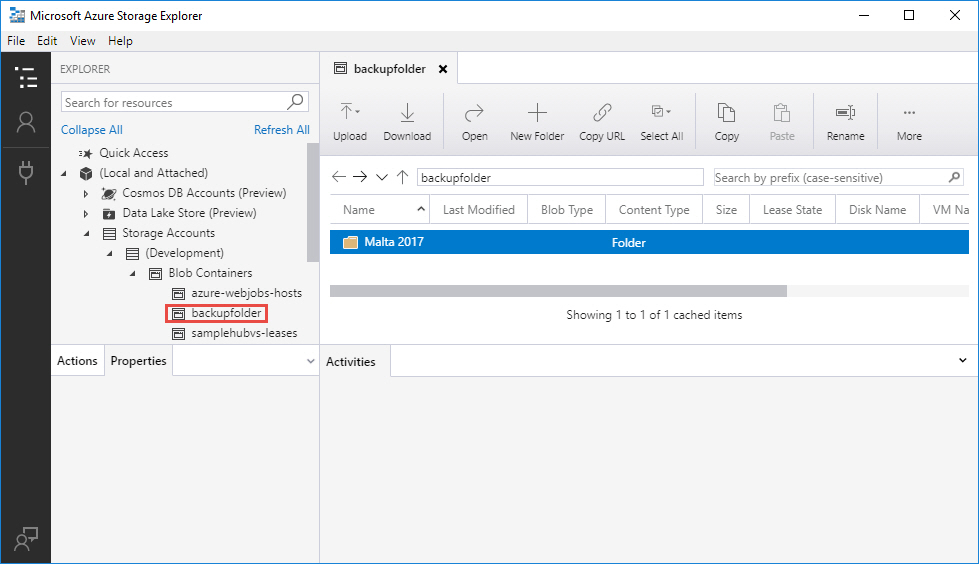 Microsoft Azure Storage Explorer
File Edit View Help
EXPLORER
Search for resources
Collapse All Refresh All
Quick Access
(Local and Attached)
Cosmos DB Accounts (Preview)
Data Lake Store (Preview)
Storage Accounts
(Development)
Blob Containers
azure-webjobs-hosts
backupfolder
samplehubvs-leases
Actions Properties
backupfolder
Upload Download Open New Folder Copy URL Select All Copy Paste Rename More
backupfolder Search by prefix (case-sensitive)
Name Last Modified Blob Type Content Type Size Lease State Disk Name VM Na
Malta 2017 Folder
Showing 1 to 1 of 1 cached items
Activities